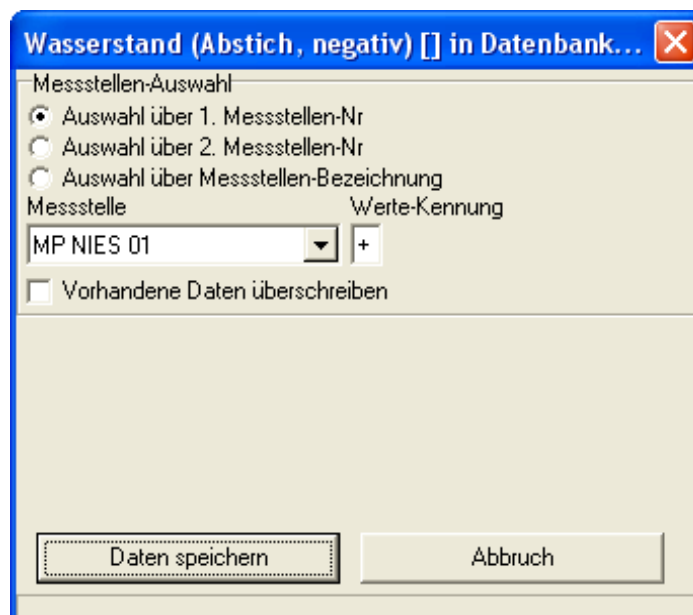 Wasserstand (Abstich, negativ) [] in Datenbank...
Messstellen-Auswahl
Auswahl über 1. Messstellen-Nr
Auswahl über 2. Messstellen-Nr
Auswahl über Messstellen-Bezeichnung
Messstelle Werte-Kennung
MP NIES 01 +
Vorhandene Daten überschreiben
Daten speichern Abbruch